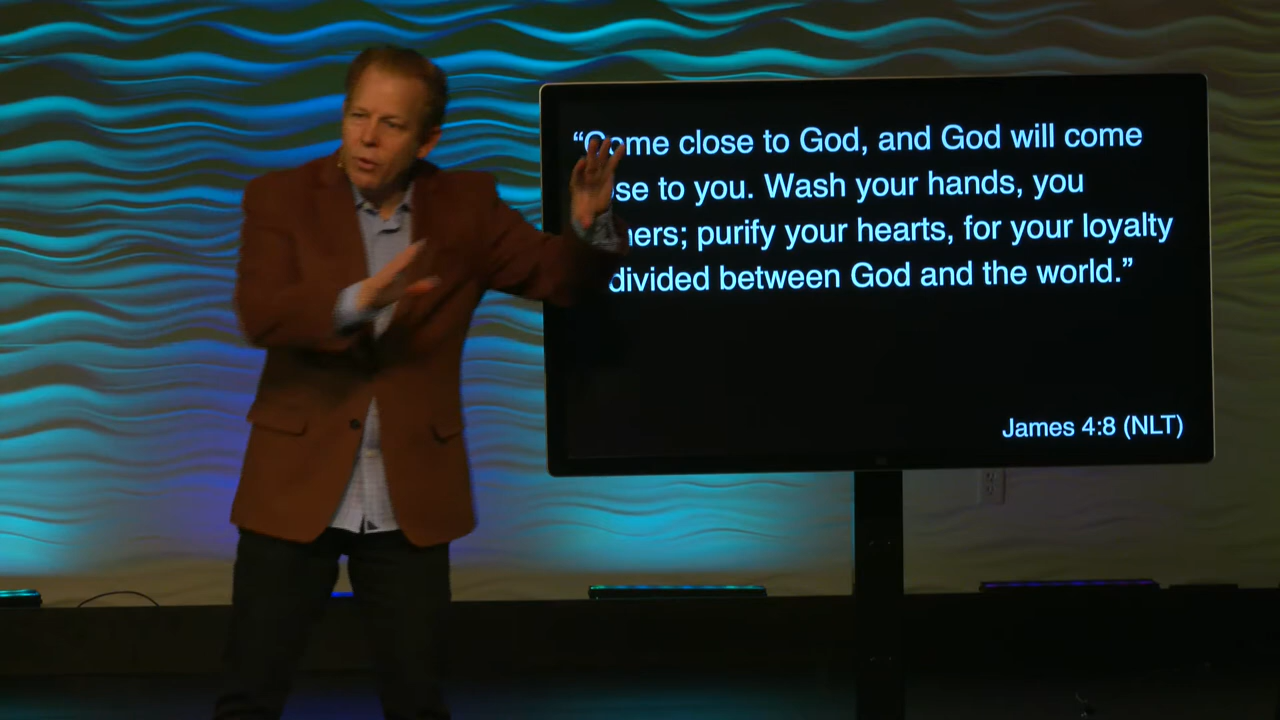 “Come close to God, and God will come
to you. Wash your hands, you
purify your hearts, for your loyalty
divided between God and the world.”
James 4:8 (NLT)